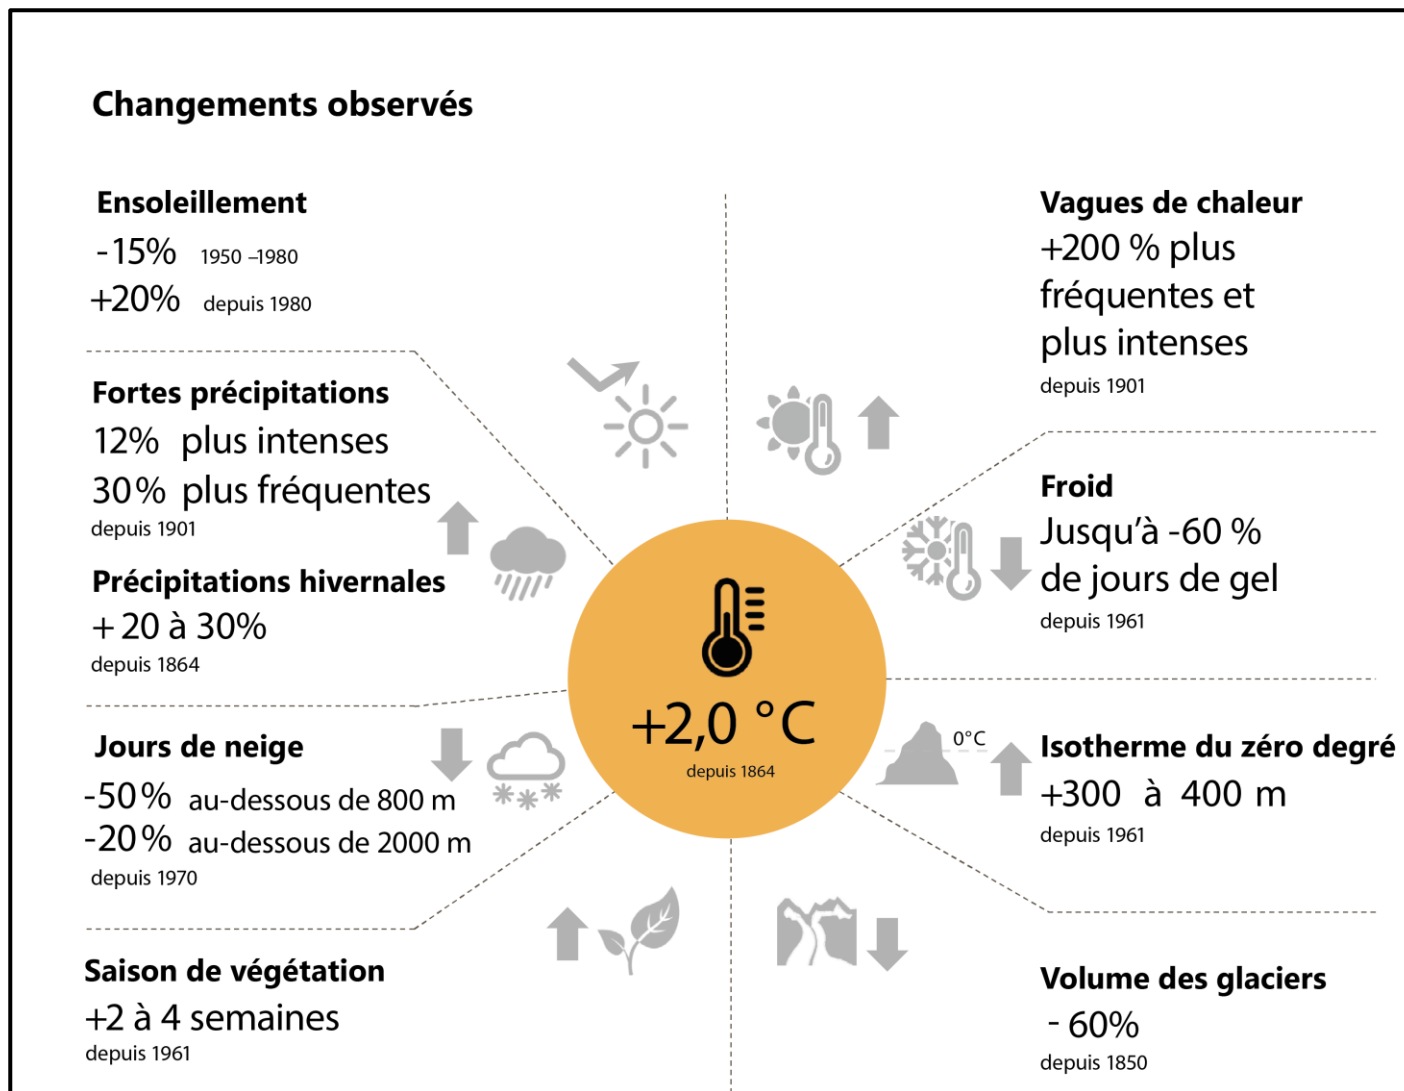 Changements observés
Ensoleillement
-15% 1950 –1980
+20% depuis 1980
Fortes précipitations
12% plus intenses
30% plus fréquentes
depuis 1901
Précipitations hivernales
+ 20 à 30%
depuis 1864
Jours de neige
-50% au-dessous de 800 m
-20% au-dessous de 2000 m
depuis 1970
Saison de végétation
+2 à 4 semaines
depuis 1961
+2,0 °C
depuis 1864
Vagues de chaleur
+200 % plus
fréquentes et
plus intenses
depuis 1901
Froid
Jusqu’à -60 %
de jours de gel
depuis 1961
0°C
Isotherme du zéro degré
+300 à 400 m
depuis 1961
Volume des glaciers
- 60%
depuis 1850